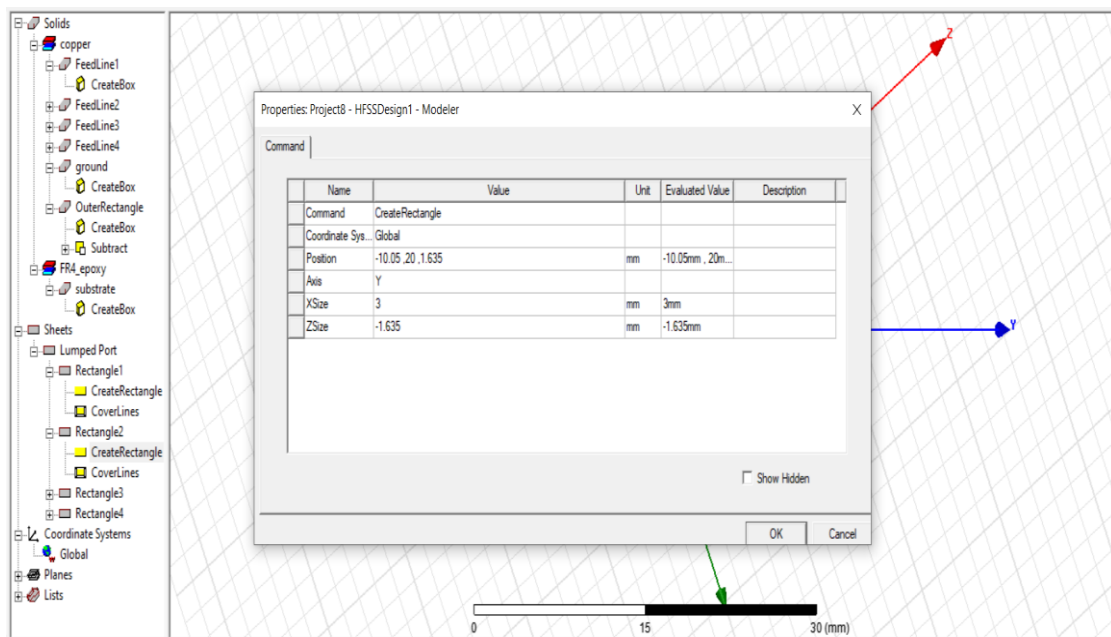 Solids
copper
FeedLine1
CreateBox
FeedLine2
FeedLine3
FeedLine4
ground
CreateBox
OuterRectangle
CreateBox
Subtract
FR4_epoxy
substrate
CreateBox
Sheets
Lumped Port
Rectangle1
CreateRectangle
CoverLines
Rectangle2
CreateRectangle
CoverLines
Rectangle3
Rectangle4
Coordinate Systems
Global
Planes
Lists
Z
Properties: Project8 - HFSSDesign1 - Modeler
X
Command
Name Value Unit Evaluated Value Description
Command CreateRectangle
Coordinate Sys... Global
Position -10.05 ,20 ,1.635 mm -10.05mm , 20m...
Axis Y
XSize 3 mm 3mm
ZSize -1.635 mm -1.635mm
Show Hidden
OK Cancel
Y
0 15 30 (mm)